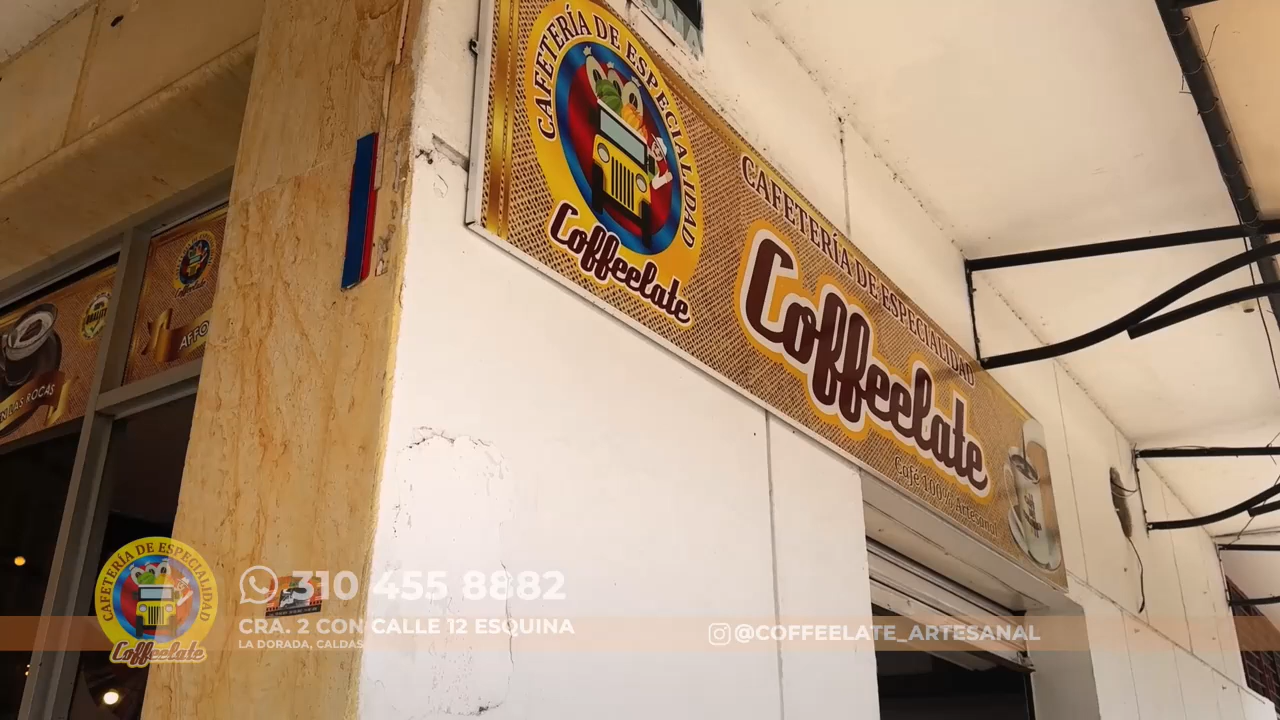 CAFETERÍA DE ESPECIALIDAD
Coffeelate
CAFETERÍA DE ESPECIALIDAD
Coffeelate
Café 100% Artesanal
AFFO
N LAS ROCAS
CAFETERÍA DE ESPECIALIDAD
Coffeelate
310 455 8882
CRA. 2 CON CALLE 12 ESQUINA
LA DORADA, CALDAS
@COFFEELATE_ARTESANAL